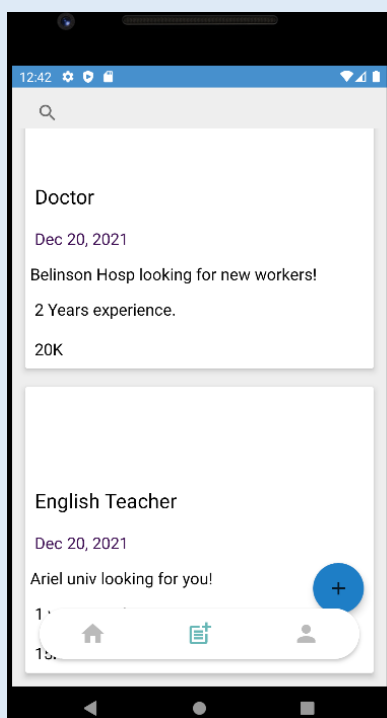 12:42
Doctor
Dec 20, 2021
Belinson Hosp looking for new workers!
2 Years experience.
20K
English Teacher
Dec 20, 2021
Ariel univ looking for you!